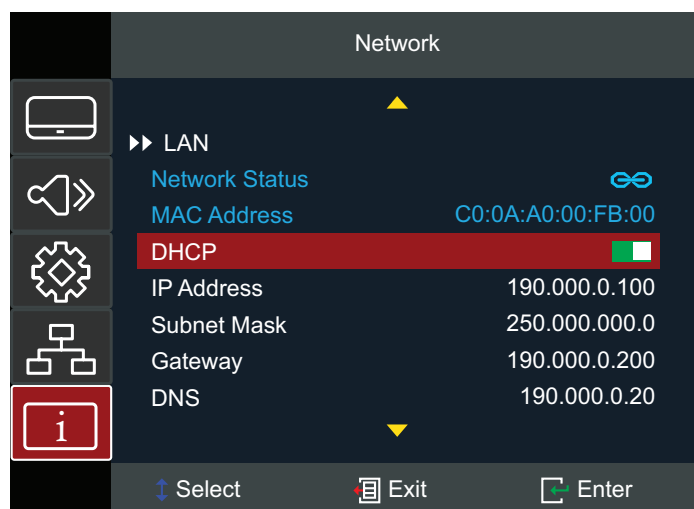 Network
LAN
Network Status
MAC Address C0:0A:A0:00:FB:00
DHCP
IP Address 190.000.0.100
Subnet Mask 250.000.000.0
Gateway 190.000.0.200
DNS 190.000.0.20
i
Select Exit Enter